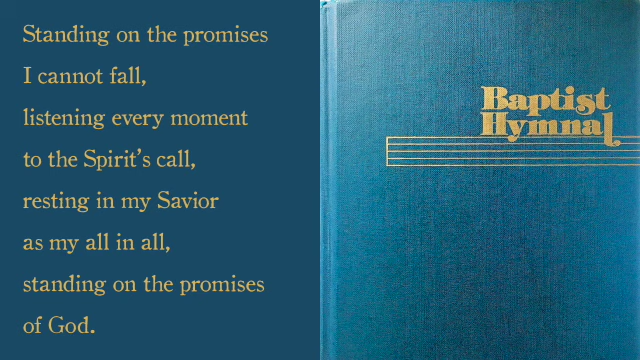 Standing on the promises
I cannot fall,
listening every moment
to the Spirit's call,
resting in my Savior
as my all in all,
standing on the promises
of God.
Baptist
Hymnal